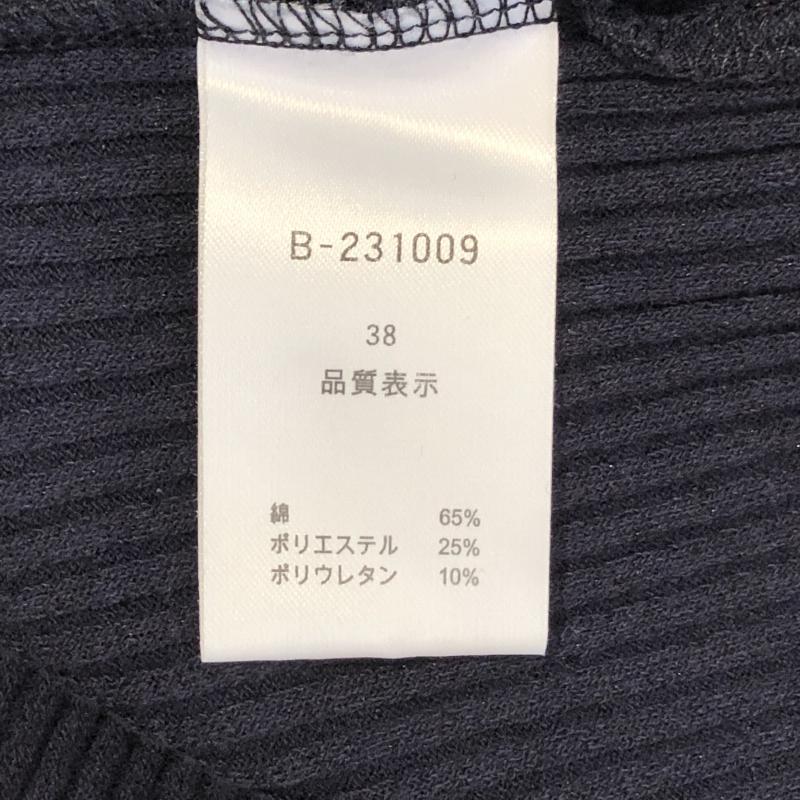 B-231009
38
品質表示
綿 65%
ポリエステル 25%
ポリウレタン 10%